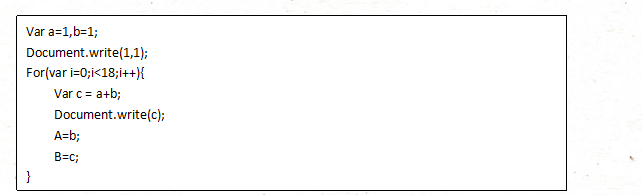 Var a=1,b=1;
Document.write(1,1);
For(var i=0;i<18;i++){
Var c = a+b;
Document.write(c);
A=b;
B=c;
}